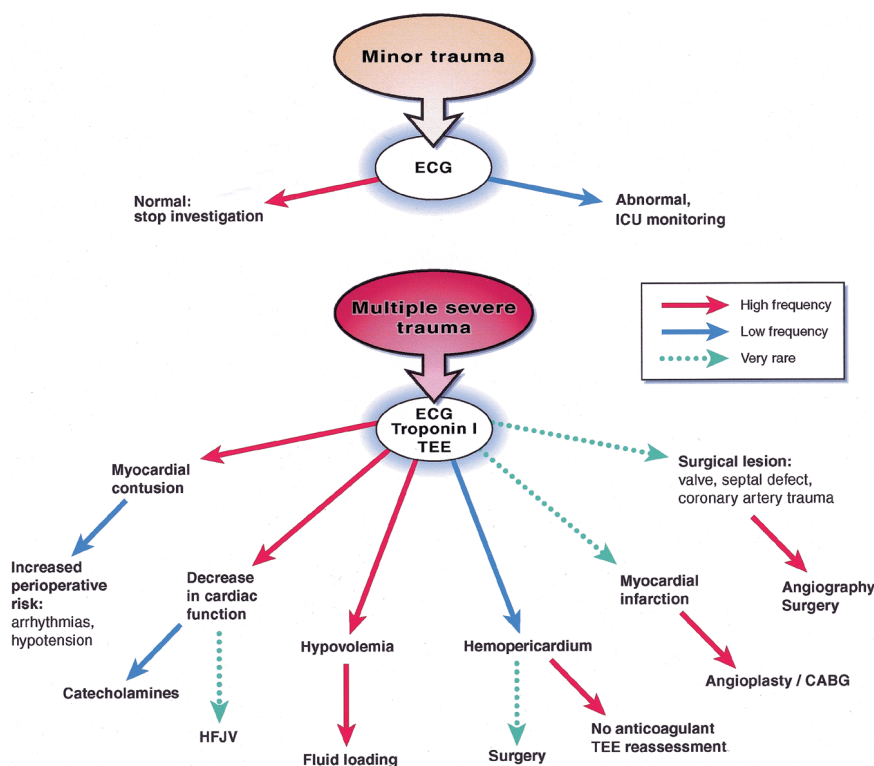 Minor trauma
ECG
Normal:
stop investigation
Abnormal,
ICU monitoring
Multiple severe
trauma
High frequency
Low frequency
Very rare
ECG
Troponin I
TEE
Myocardial
contusion
Surgical lesion:
valve, septal defect,
coronary artery trauma
Increased
perioperative
risk:
arrhythmias,
hypotension
Decrease
in cardiac
function
Myocardial
infarction
Angiography
Surgery
Hypovolemia
Hemopericardium
Catecholamines
Angioplasty / CABG
HFJV
Fluid loading
Surgery
No anticoagulant
TEE reassessment